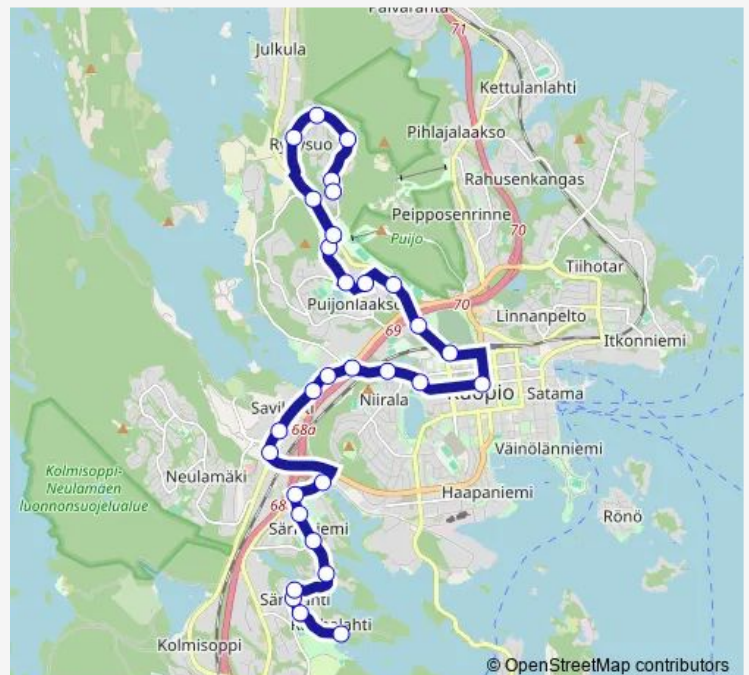 71
Julkula
Kettulanlahti
Pihlajalaakso
Rahusenkangas
Peipposenrinne
Puijo
70
Tiihotar
70
69
Linnanpelto
Itkonniemi
Niirala
Satama
68a
Väinölänniemi
Kolmisoppi-
Neulamäen
luonnonsuojelualue
Neulamäki
Haapaniemi
Rönö
68
Kolmisoppi
© OpenStreetMap contributors